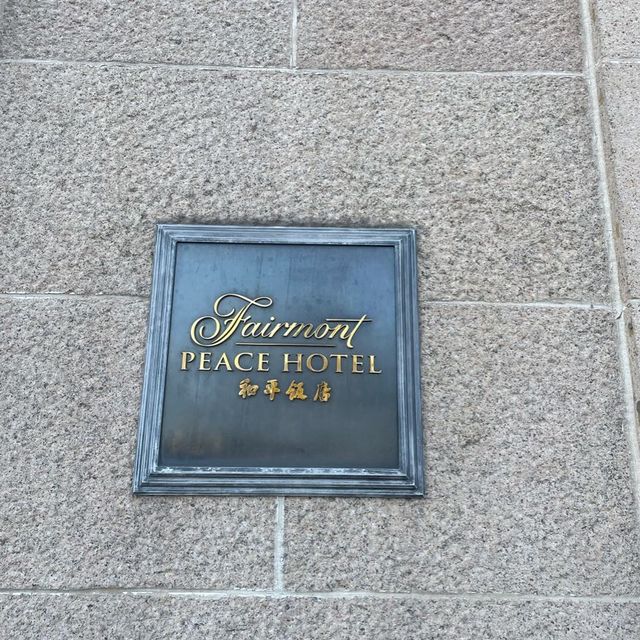 Fairmont
PEACE HOTEL
和平饭店